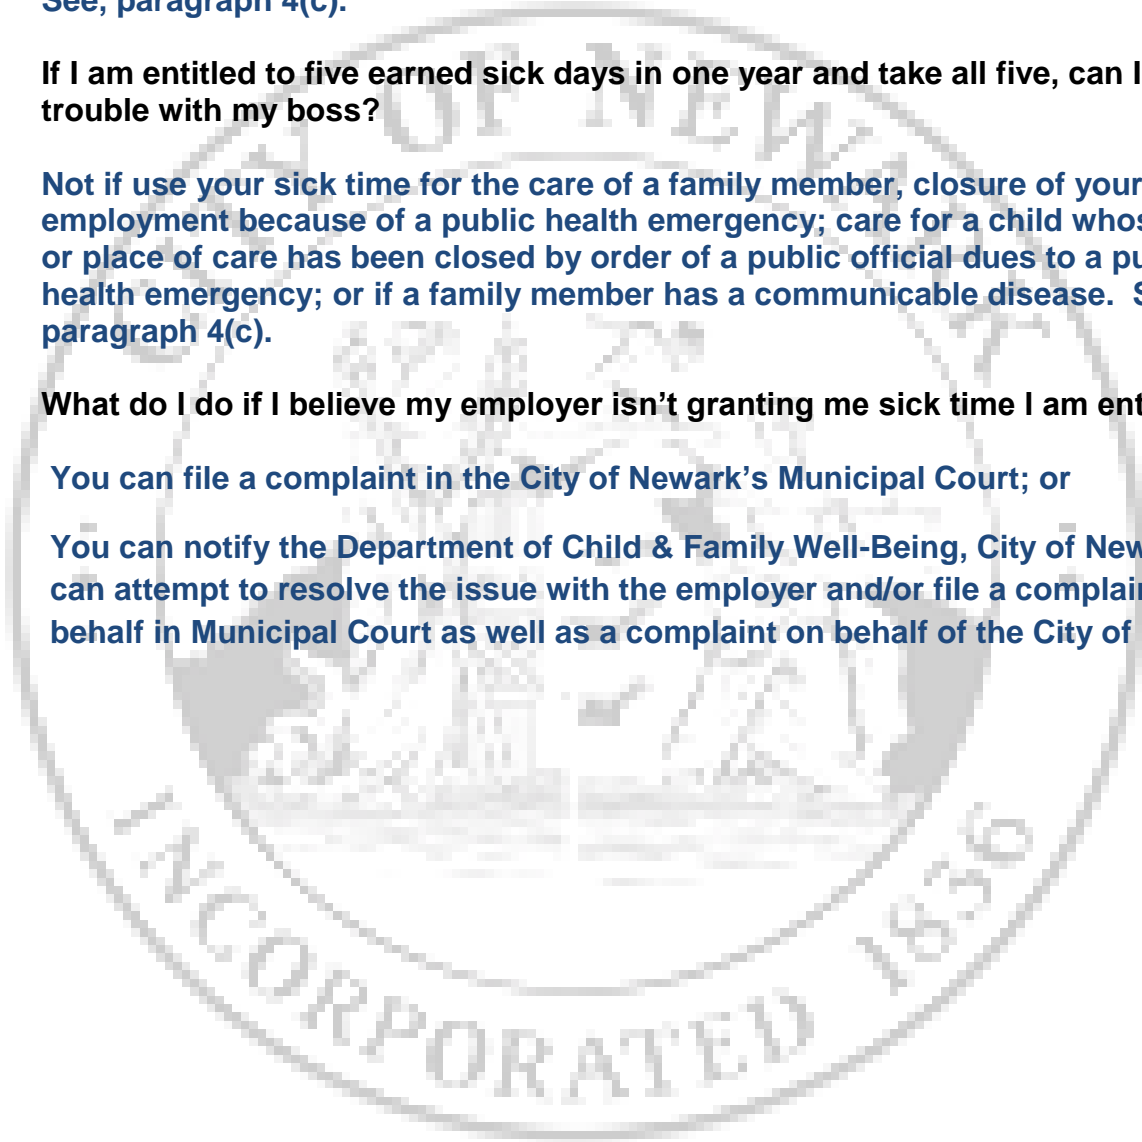 See, paragraph 4(c).
If I am entitled to five earned sick days in one year and take all five, can I
trouble with my boss?
Not if use your sick time for the care of a family member, closure of your
employment because of a public health emergency; care for a child whos
or place of care has been closed by order of a public official dues to a pu
health emergency; or if a family member has a communicable disease. S
paragraph 4(c).
What do I do if I believe my employer isn’t granting me sick time I am ent
You can file a complaint in the City of Newark’s Municipal Court; or
You can notify the Department of Child & Family Well-Being, City of New
can attempt to resolve the issue with the employer and/or file a complain
behalf in Municipal Court as well as a complaint on behalf of the City of
CITY OF NEWARK
INCORPORATED 1836